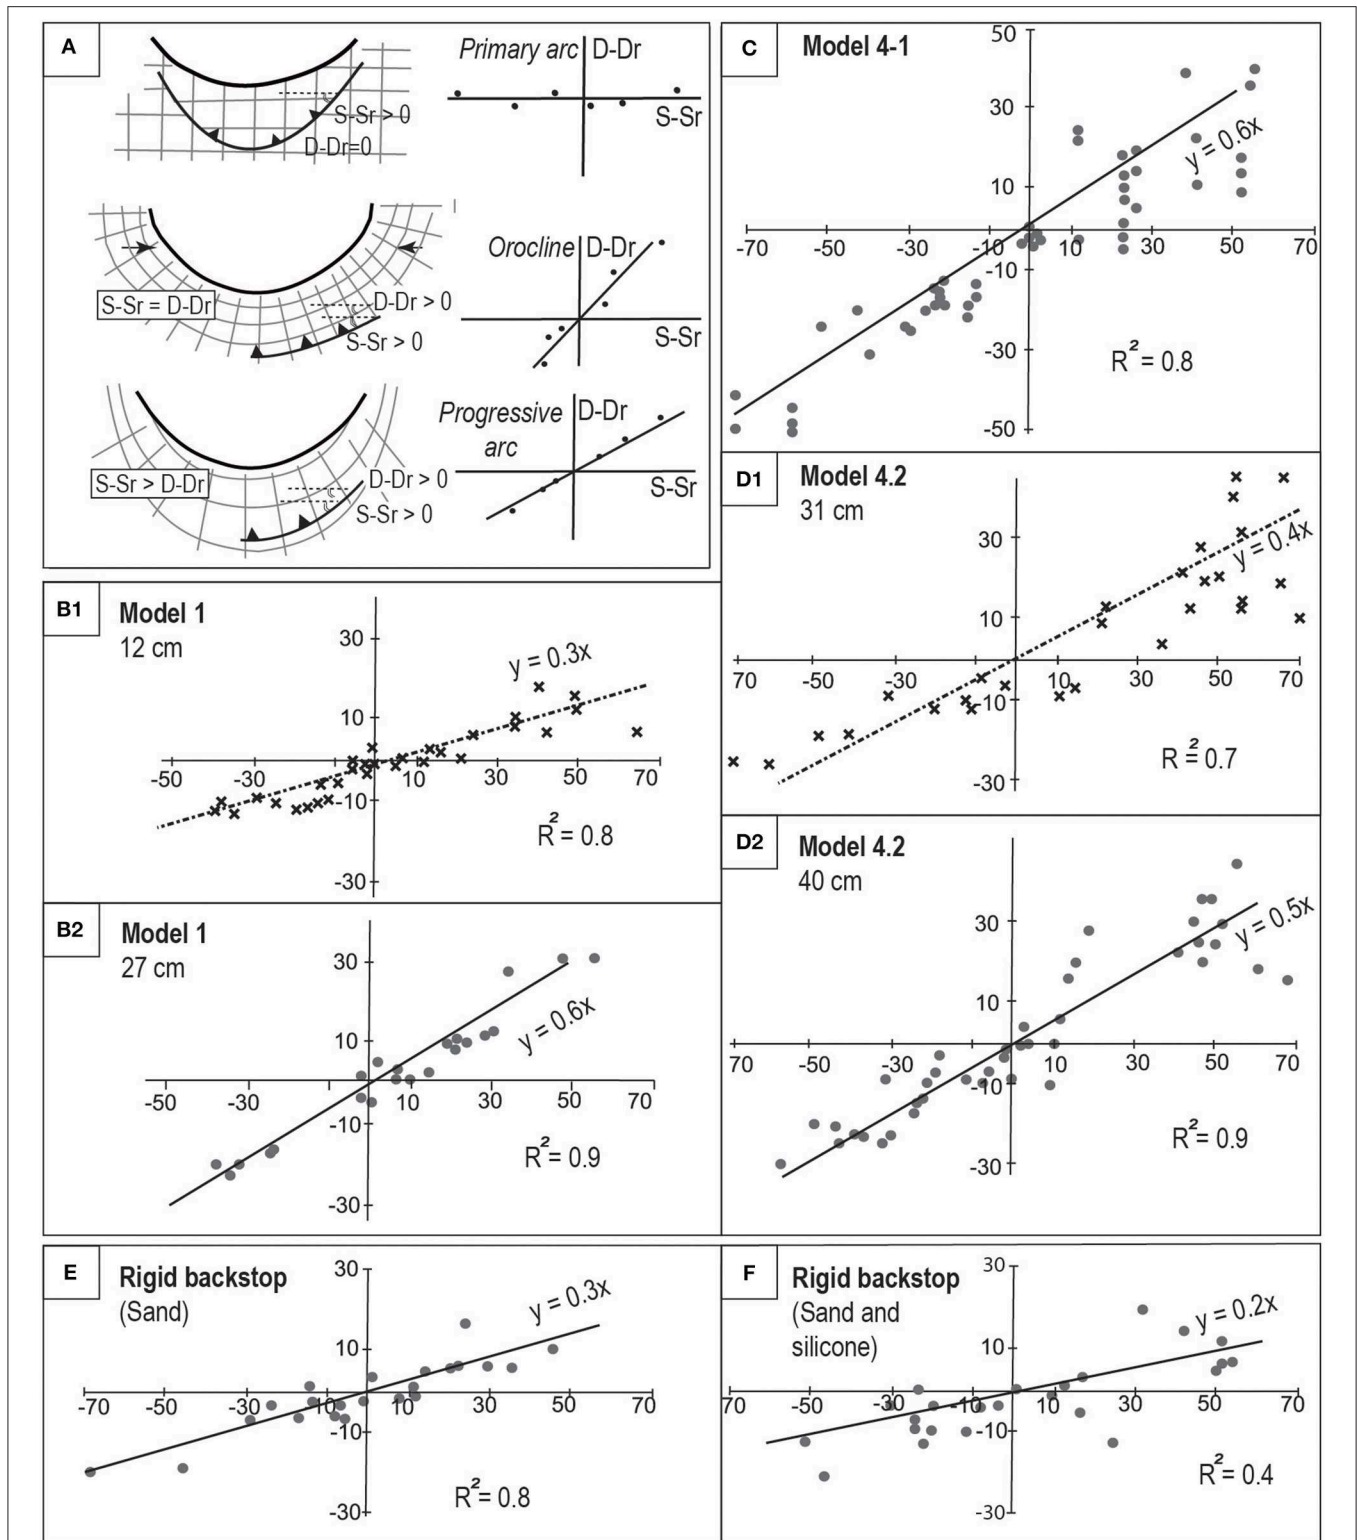 A
Primary arc D-Dr
S-Sr > 0
S-Sr
D-Dr=0
Orocline D-Dr
S-Sr = D-Dr
D-Dr > 0
S-Sr
S-Sr > 0
Progressive D-Dr
arc
S-Sr > D-Dr
D-Dr > 0
S-Sr
S-Sr > 0
B1
Model 1
12 cm
30
y = 0.3x
10
-50 -30 10 30 50 70
-10
R² = 0.8
-30
B2
Model 1
27 cm
30
10
y = 0.6x
-50 -30 10 30 50 70
-10
R² = 0.9
-30
C
Model 4-1
50
30
y = 0.6x
10
-70 -50 -30 -10 10 30 50 70
-10
-30
R² = 0.8
-50
D1
Model 4.2
31 cm
30
y = 0.4x
10
70 -50 -30 10 30 50 70
-10
R² = 0.7
-30
D2
Model 4.2
40 cm
30
y = 0.5x
10
-70 -50 -30 10 30 50 70
-10
R² = 0.9
-30
E
Rigid backstop
(Sand)
30
y = 0.3x
10
-70 -50 -30 -10 10 30 50 70
-10
R² = 0.8
-30
F
Rigid backstop
(Sand and
silicone)
30
y = 0.2x
10
-70 -50 -30 10 30 50 70
-10
R² = 0.4
-30